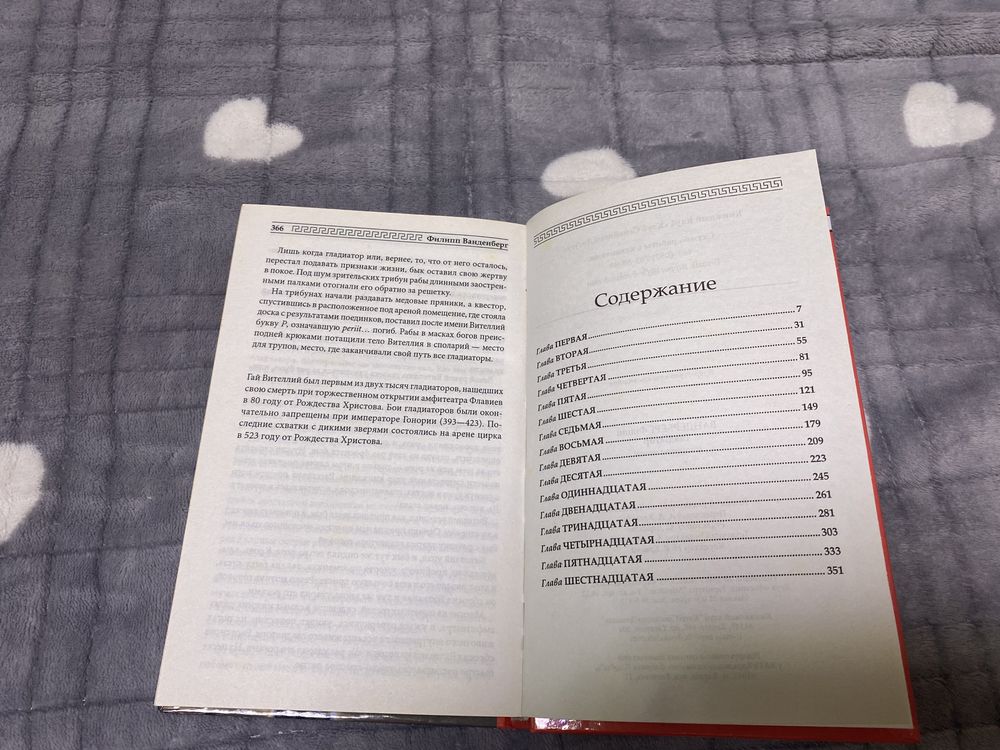 366
Филипп Ванденберг
Лишь когда гладиатор или, вернее, то, что от него осталось,
перестал подавать признаки жизни, бык оставил свою жертву
в покое. Под шум зрительских трибун рабы длинными заострен-
ными палками отогнали его обратно за решетку.
На трибунах начали раздавать медовые пряники, а квестор,
спустившись в расположенное под ареной помещение, где стояла
доска с результатами поединков, поставил после имени Вителлий
букву P, означавшую periit… погиб. Рабы в масках богов преис-
подней крюками потащили тело Вителлия в сполярий — место
для трупов, место, где заканчивали свой путь все гладиаторы.
Гай Вителлий был первым из двух тысяч гладиаторов, нашедших
свою смерть при торжественном открытии амфитеатра Флавиев
в 80 году от Рождества Христова. Бои гладиаторов были окон-
чательно запрещены при императоре Гонории (393—423). По-
следние схватки с дикими зверями состоялись на арене цирка
в 523 году от Рождества Христова.
Содержание
Глава ПЕРВАЯ 7
Глава ВТОРАЯ 31
Глава ТРЕТЬЯ 55
Глава ЧЕТВЕРТАЯ 81
Глава ПЯТАЯ 95
Глава ШЕСТАЯ 121
Глава СЕДЬМАЯ 149
Глава ВОСЬМАЯ 179
Глава ДЕВЯТАЯ 209
Глава ДЕСЯТАЯ 223
Глава ОДИННАДЦАТАЯ 245
Глава ДВЕНАДЦАТАЯ 261
Глава ТРИНАДЦАТАЯ 281
Глава ЧЕТЫРНАДЦАТАЯ 303
Глава ПЯТНАДЦАТАЯ 333
Глава ШЕСТНАДЦАТАЯ 351